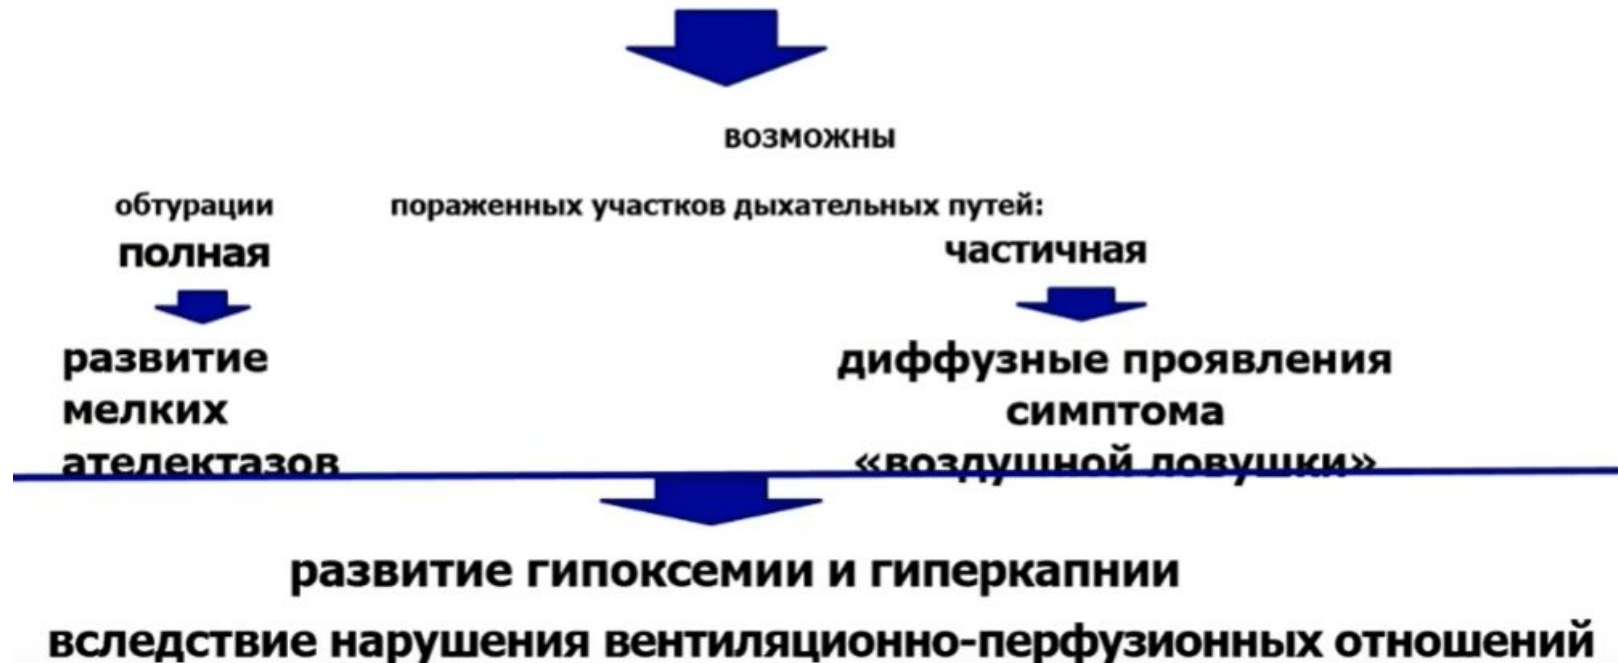 возможны
обтурации пораженных участков дыхательных путей:
полная
частичная
развитие
мелких
ателектазов
диффузные проявления
симптома
«воздушной ловушки»
развитие гипоксемии и гиперкапнии
вследствие нарушения вентиляционно-перфузионных отношений